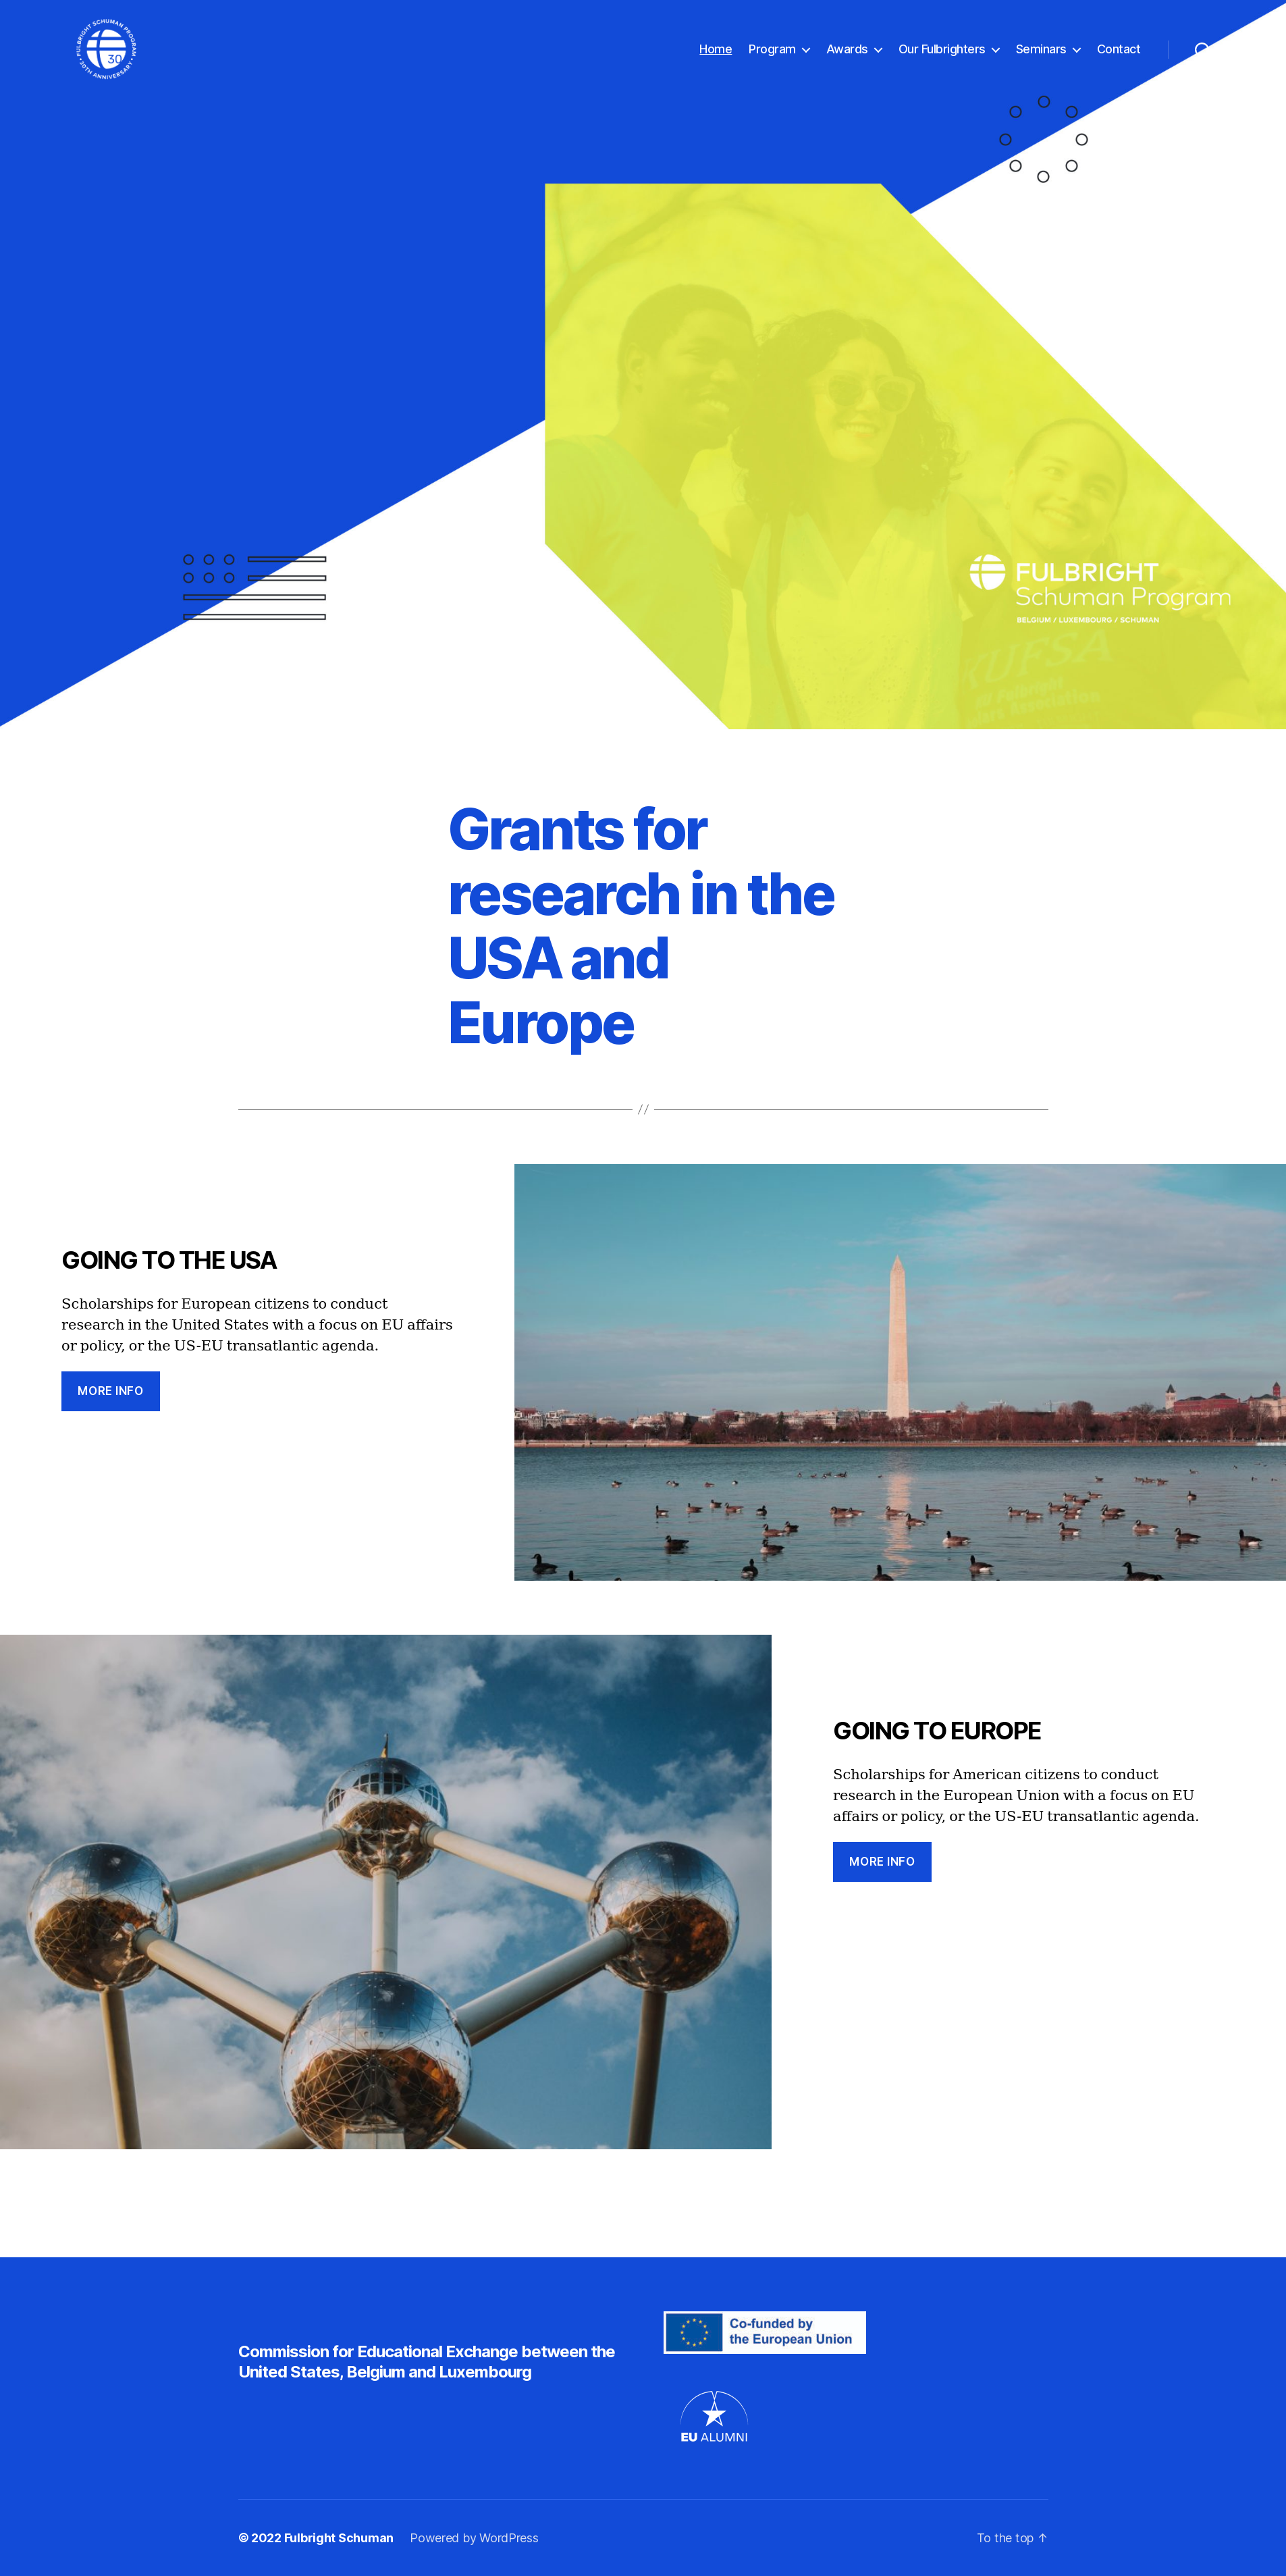 FULBRIGHT SCHUMAN PROGRAM
30
• 30TH ANNIVERSARY •
Home
Program
Awards
Our Fulbrighters
Seminars
Contact
FULBRIGHT
Schuman Program
BELGIUM / LUXEMBOURG / SCHUMAN
KUFSA
Grants for
research in the
USA and
Europe
//
GOING TO THE USA
Scholarships for European citizens to conduct
research in the United States with a focus on EU affairs
or policy, or the US-EU transatlantic agenda.
MORE INFO
GOING TO EUROPE
Scholarships for American citizens to conduct
research in the European Union with a focus on EU
affairs or policy, or the US-EU transatlantic agenda.
MORE INFO
Co-funded by
the European Union
Commission for Educational Exchange between the
United States, Belgium and Luxembourg
EU ALUMNI
© 2022 Fulbright Schuman
Powered by WordPress
To the top ↑